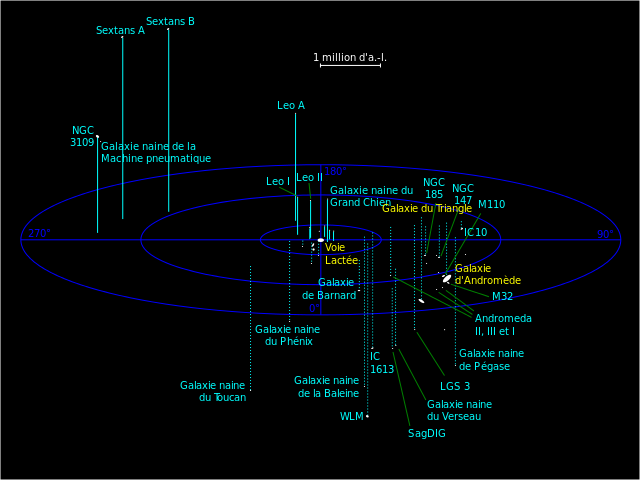 Sextans B
Sextans A
1 million d'a.-l.
Leo A
NGC
3109
Galaxie naine de la
Machine pneumatique
180°
Leo I
Leo II
Galaxie naine du
Grand Chien
NGC
185
NGC
147
M110
Galaxie du Triangle
270°
90°
IC10
Voie
Lactée
Galaxie
d'Andromède
Galaxie
de Barnard
M32
0°
Andromeda
II, III et I
Galaxie naine
du Phénix
IC
1613
Galaxie naine
de Pégase
Galaxie naine
du Toucan
Galaxie naine
de la Baleine
LGS 3
WLM
Galaxie naine
du Verseau
SagDIG